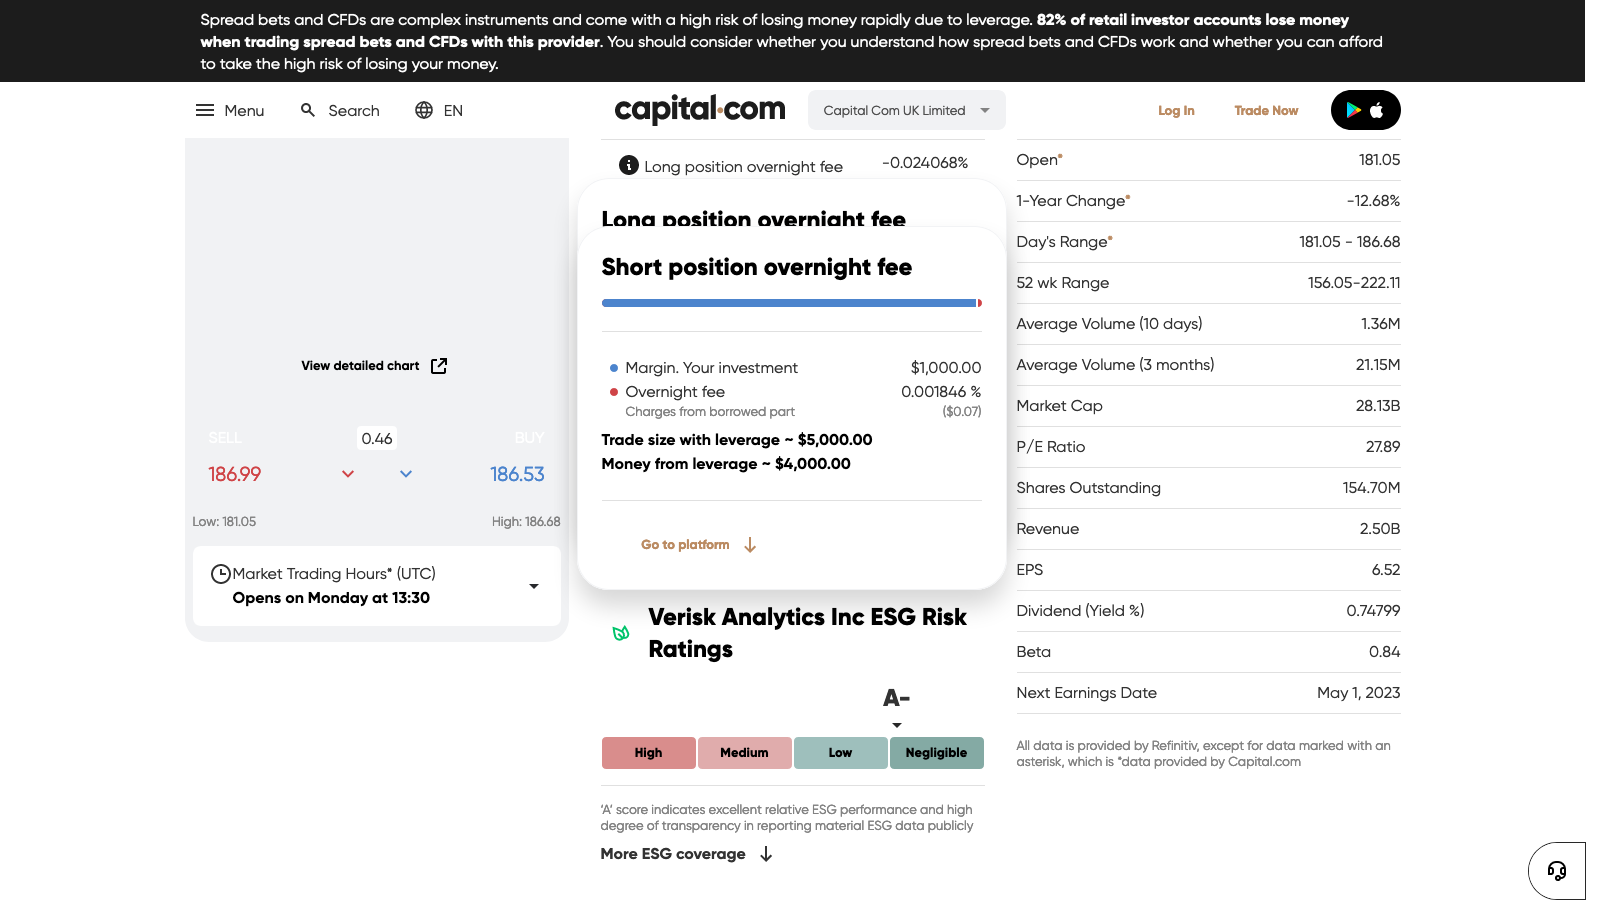 Spread bets and CFDs are complex instruments and come with a high risk of losing money rapidly due to leverage. 82% of retail investor accounts lose money
when trading spread bets and CFDs with this provider. You should consider whether you understand how spread bets and CFDs work and whether you can afford
to take the high risk of losing your money.
Menu
Search
EN
capital.com
Capital Com UK Limited
Log In
Trade Now
View detailed chart
SELL
0.46
BUY
186.99
186.53
Low: 181.05
High: 186.68
Market Trading Hours* (UTC)
Opens on Monday at 13:30
Long position overnight fee
-0.024068%
Long position overnight fee
Short position overnight fee
Margin. Your investment
$1,000.00
Overnight fee
0.001846 %
Charges from borrowed part
($0.07)
Trade size with leverage ~ $5,000.00
Money from leverage ~ $4,000.00
Go to platform
Verisk Analytics Inc ESG Risk
Ratings
A-
High
Medium
Low
Negligible
'A' score indicates excellent relative ESG performance and high
degree of transparency in reporting material ESG data publicly
More ESG coverage
Open*
181.05
1-Year Change*
-12.68%
Day's Range*
181.05 - 186.68
52 wk Range
156.05-222.11
Average Volume (10 days)
1.36M
Average Volume (3 months)
21.15M
Market Cap
28.13B
P/E Ratio
27.89
Shares Outstanding
154.70M
Revenue
2.50B
EPS
6.52
Dividend (Yield %)
0.74799
Beta
0.84
Next Earnings Date
May 1, 2023
All data is provided by Refinitiv, except for data marked with an
asterisk, which is *data provided by Capital.com